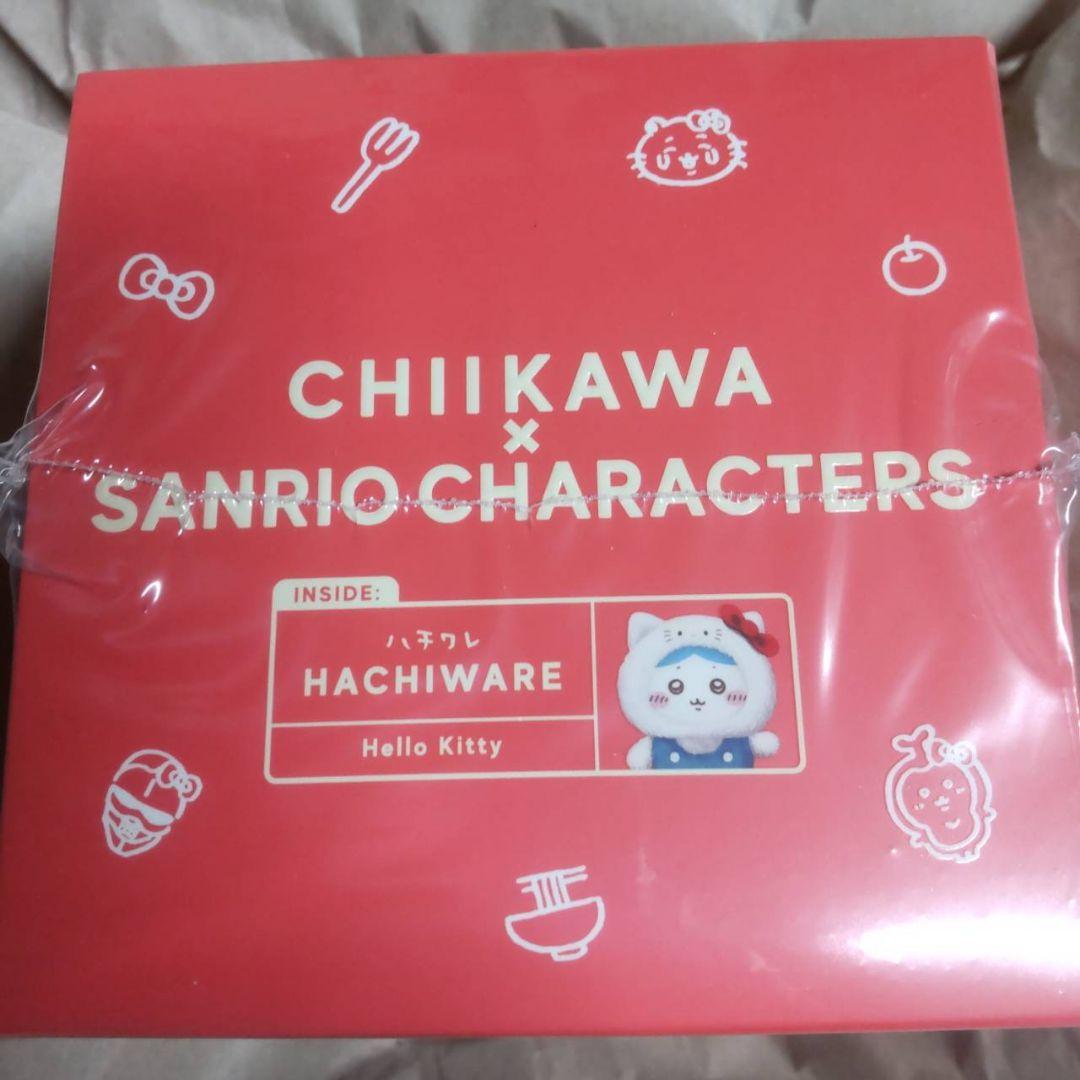 CHIIKAWA
×
SANRIO CHARACTERS
INSIDE:
ハチワレ
HACHIWARE
Hello Kitty